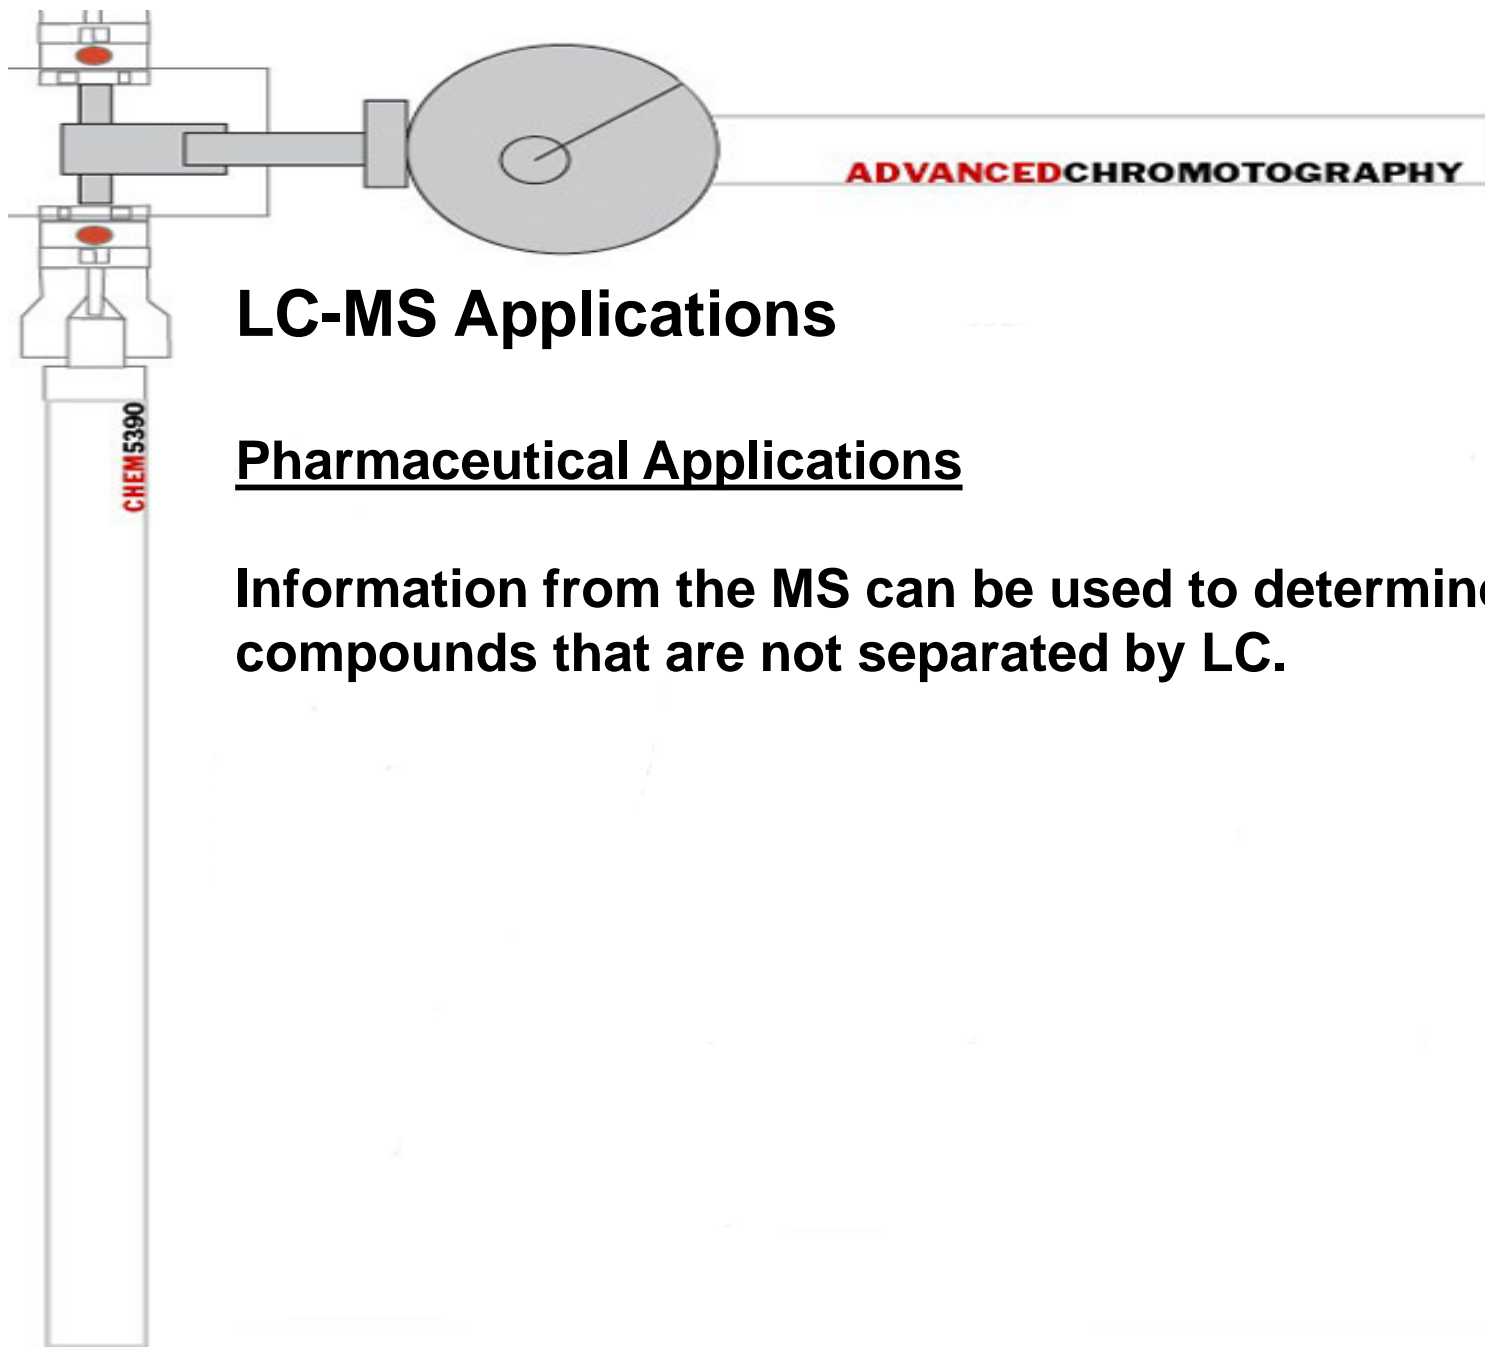 ADVANCEDCHROMOTOGRAPHY
LC-MS Applications
CHEM5390
Pharmaceutical Applications
Information from the MS can be used to determine
compounds that are not separated by LC.